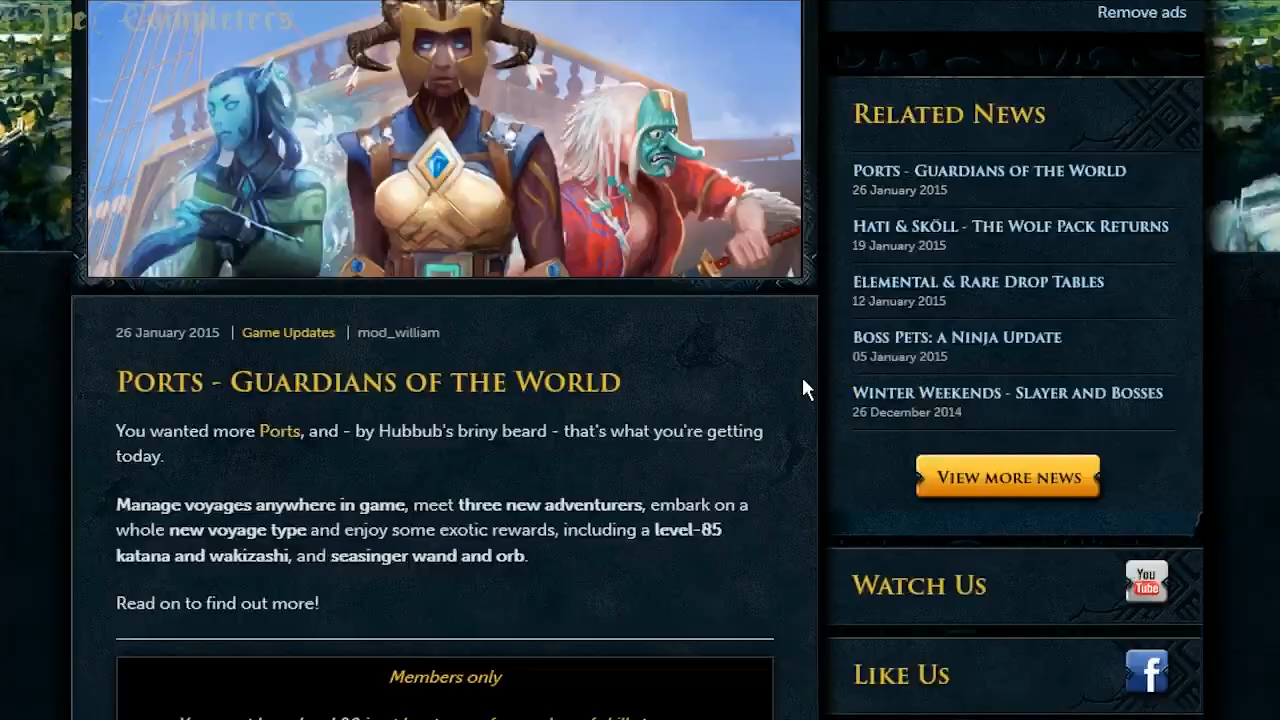 The Completers
Remove ads
26 January 2015 | Game Updates | mod_william
Ports - Guardians of the World
You wanted more Ports, and - by Hubbub's briny beard - that's what you're getting
today.
Manage voyages anywhere in game, meet three new adventurers, embark on a
whole new voyage type and enjoy some exotic rewards, including a level-85
katana and wakizashi, and seasinger wand and orb.
Read on to find out more!
Members only
Related News
Ports - Guardians of the World
26 January 2015
Hati & Sköll - The Wolf Pack Returns
19 January 2015
Elemental & Rare Drop Tables
12 January 2015
Boss Pets: a Ninja Update
05 January 2015
Winter Weekends - Slayer and Bosses
26 December 2014
View more news
Watch Us
You
Tube
Like Us
f